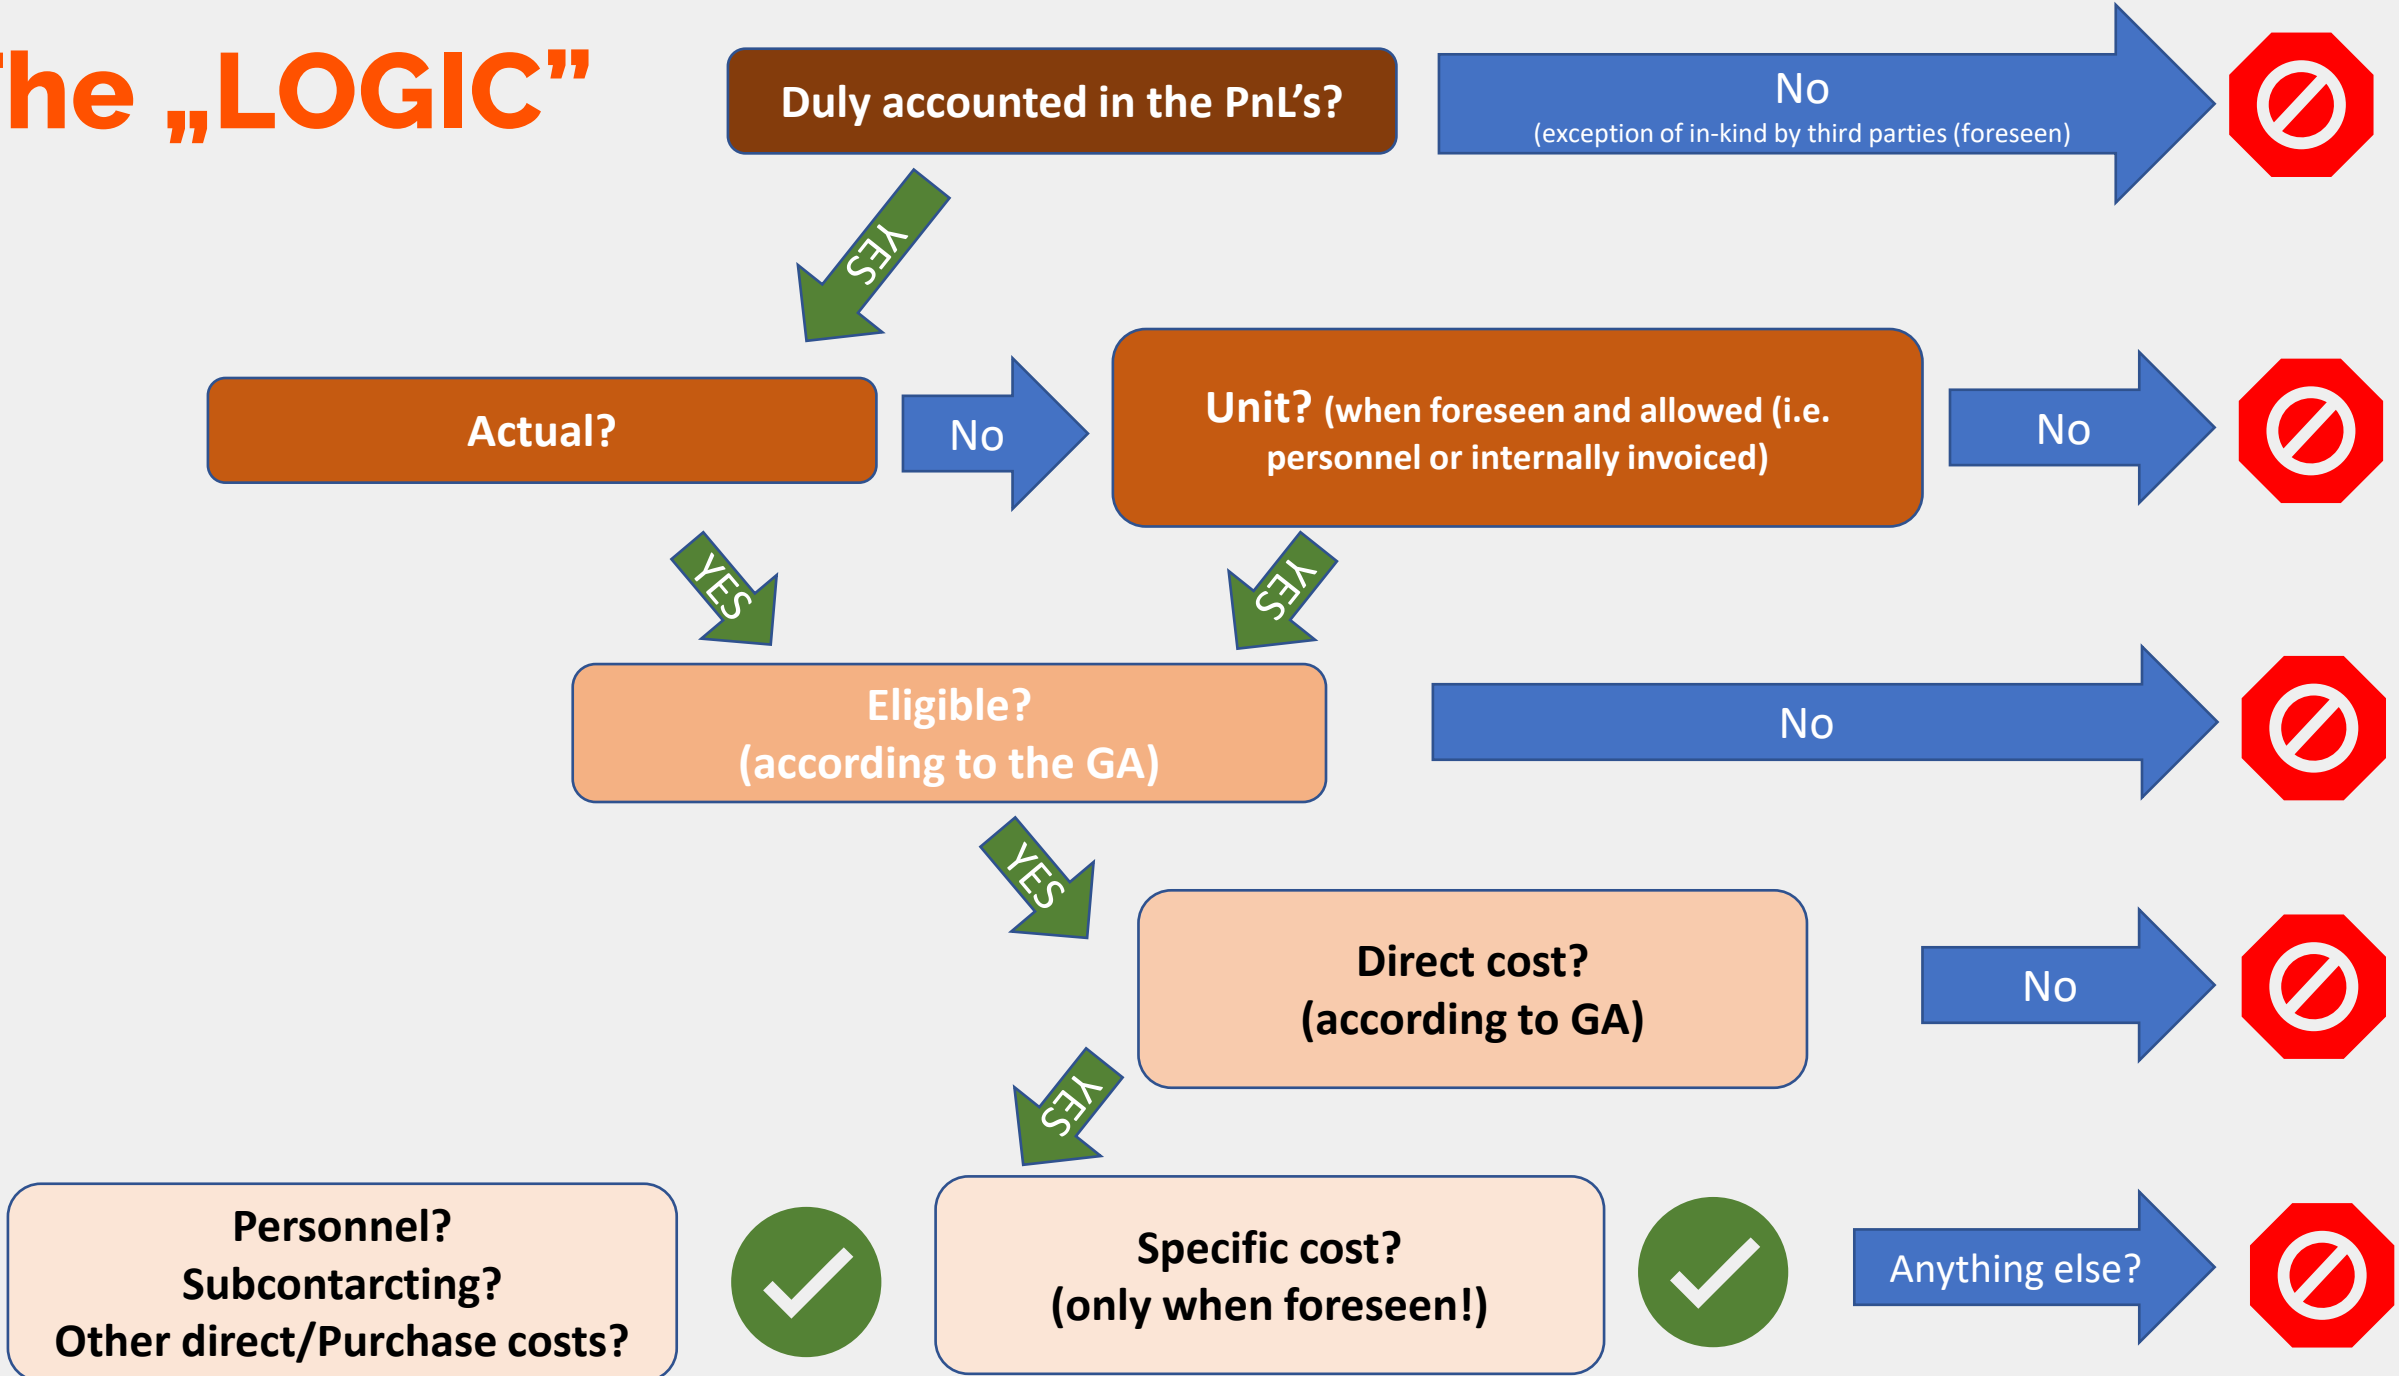 The „LOGIC”
Duly accounted in the PnL's?
No
(exception of in-kind by third parties (foreseen)
YES
Actual?
No
Unit? (when foreseen and allowed (i.e.
personnel or internally invoiced)
No
YES
YES
Eligible?
(according to the GA)
No
YES
Direct cost?
(according to GA)
No
YES
Personnel?
Subcontarcting?
Other direct/Purchase costs?
Specific cost?
(only when foreseen!)
Anything else?